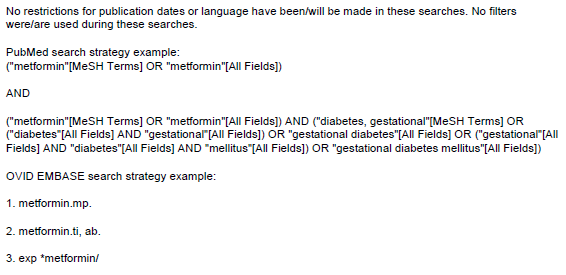 No restrictions for publication dates or language have been/will be made in these searches. No filters
were/are used during these searches.
PubMed search strategy example:
("metformin"[MeSH Terms] OR "metformin"[All Fields])
AND
("metformin"[MeSH Terms] OR "metformin"[All Fields]) AND ("diabetes, gestational"[MeSH Terms] OR
("diabetes"[All Fields] AND "gestational"[All Fields]) OR "gestational diabetes"[All Fields] OR ("gestational"[All
Fields] AND "diabetes"[All Fields] AND "mellitus"[All Fields]) OR "gestational diabetes mellitus"[All Fields])
OVID EMBASE search strategy example:
1. metformin.mp.
2. metformin.ti, ab.
3. exp *metformin/